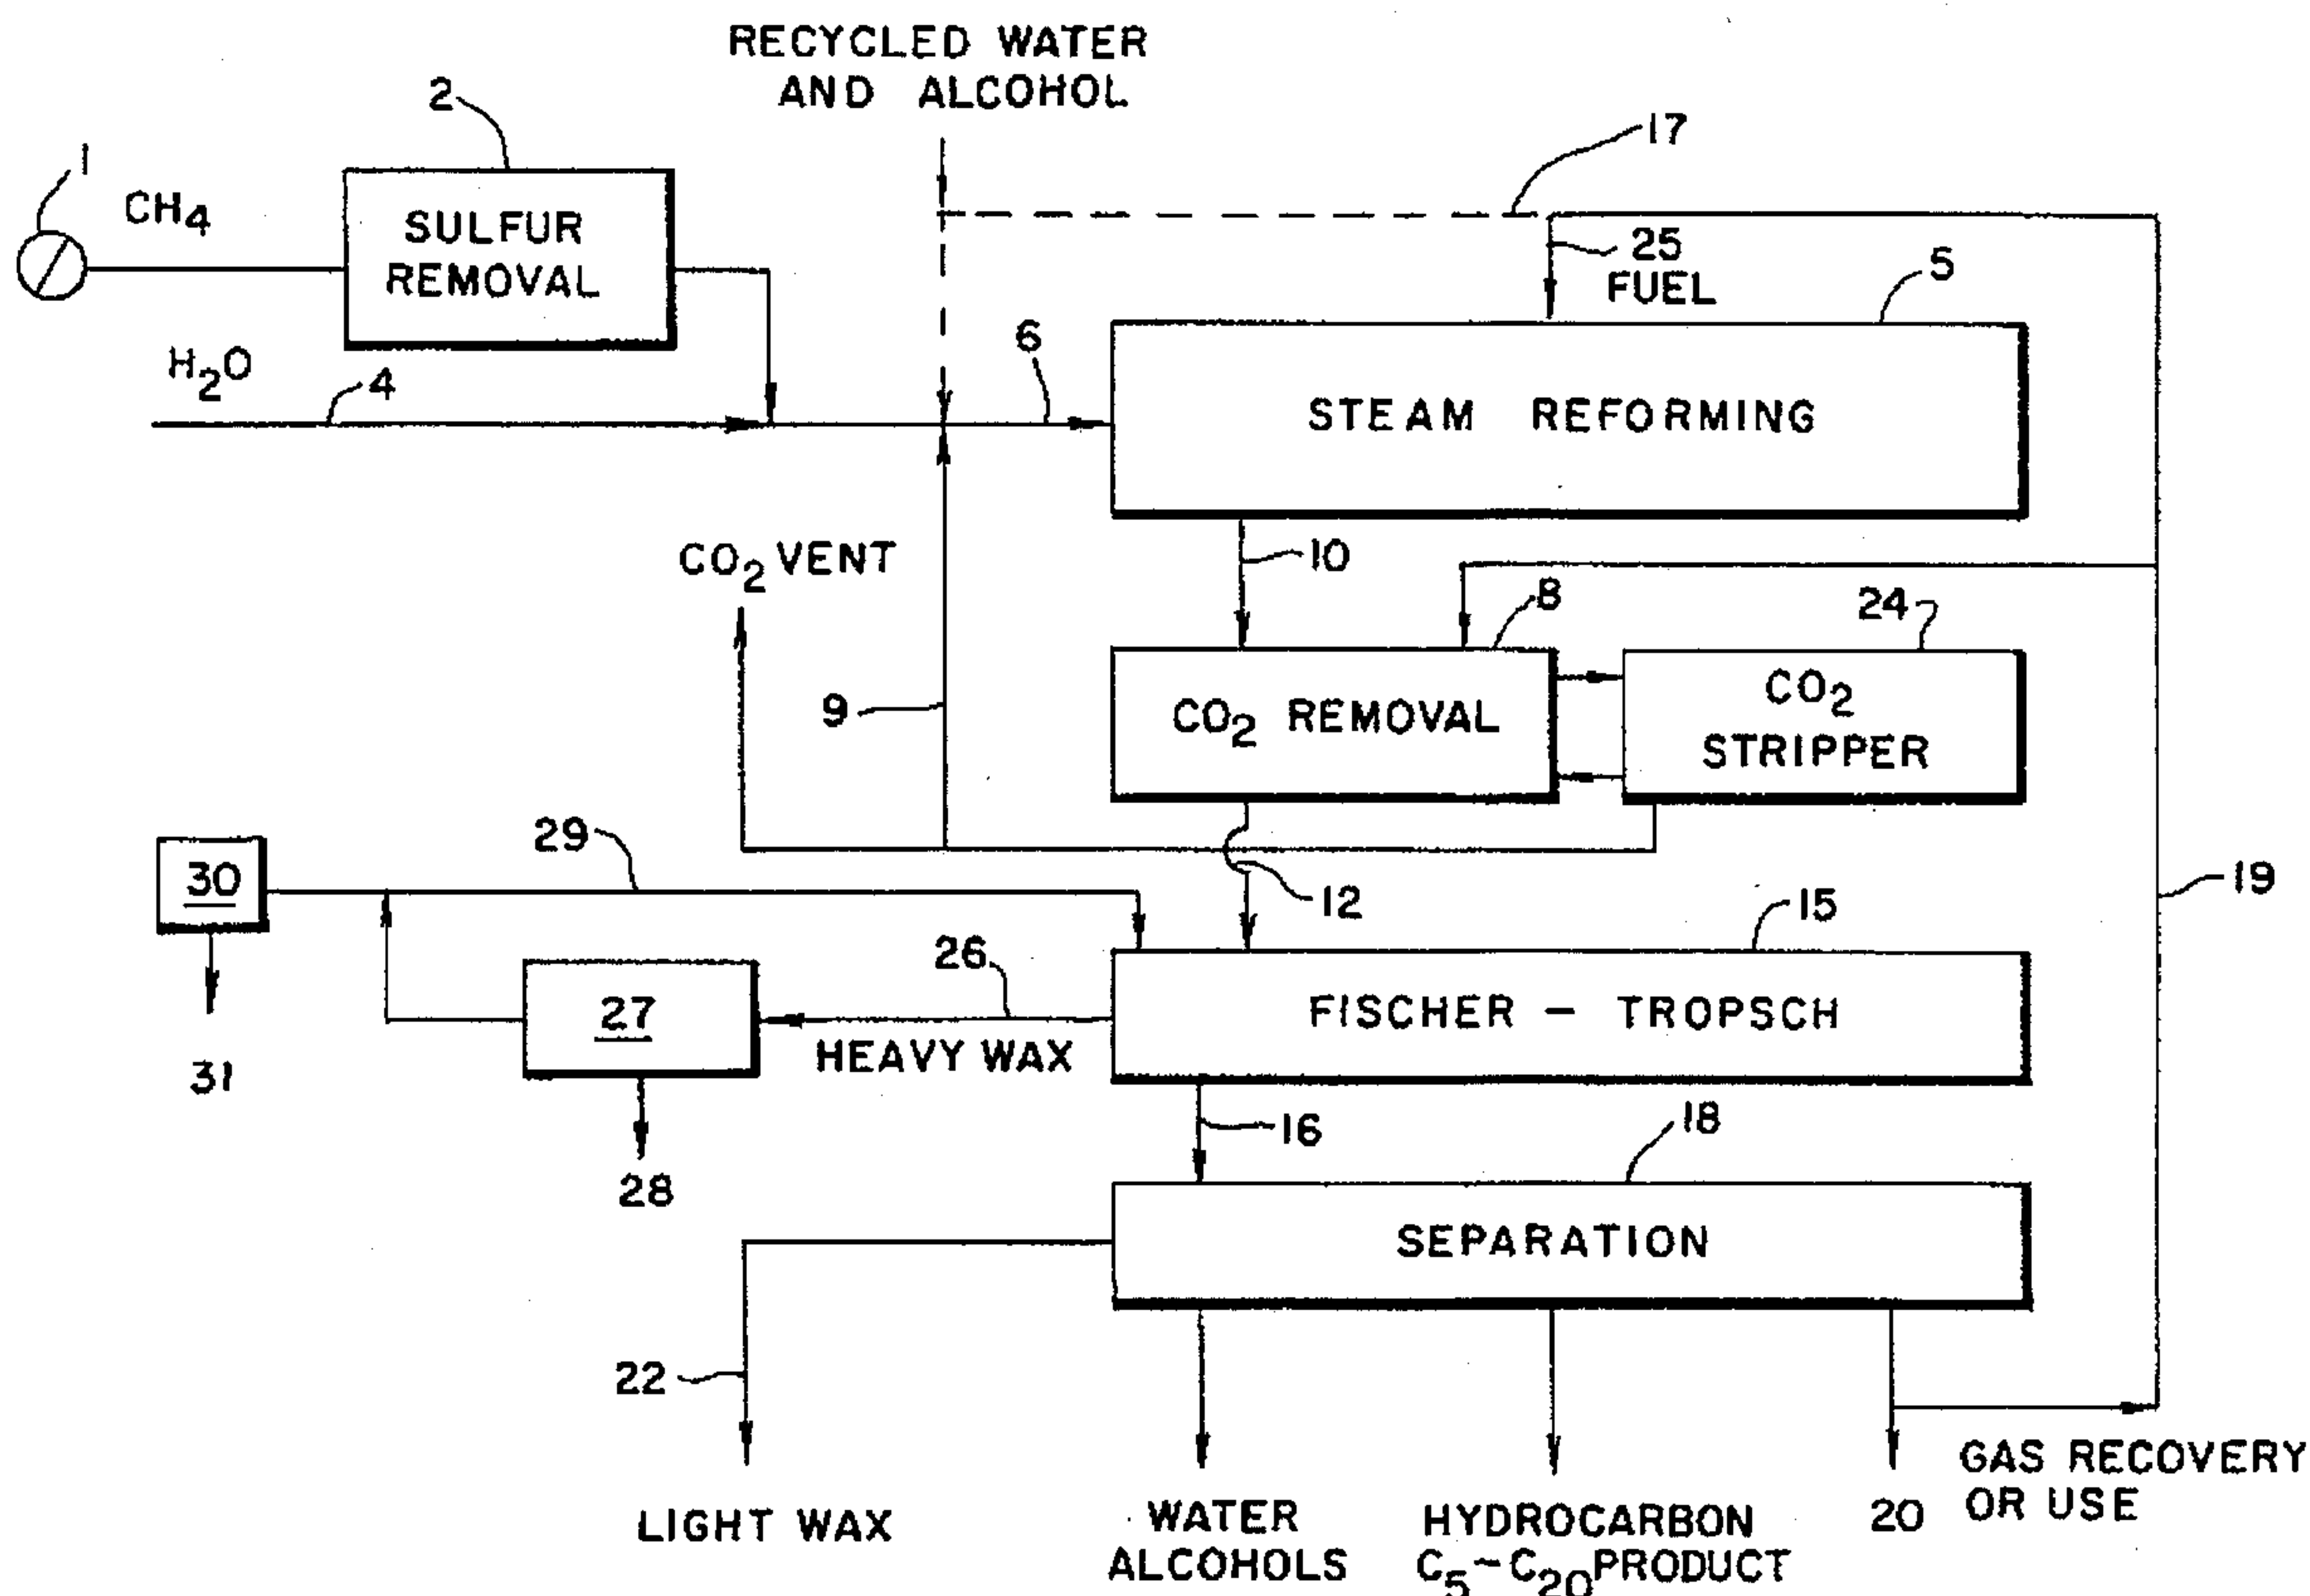 RECYCLED WATER
AND ALCOHOL
2
17
1
CH4
SULFUR
REMOVAL
25
FUEL
5
H2O
4
6
STEAM REFORMING
CO2 VENT
10
8
24
9
CO2 REMOVAL
CO2
STRIPPER
29
30
12
15
19
26
27
FISCHER - TROPSCH
HEAVY WAX
31
16
18
28
SEPARATION
22
GAS RECOVERY
OR USE
20
LIGHT WAX
WATER
ALCOHOLS
HYDROCARBON
C5-C20 PRODUCT